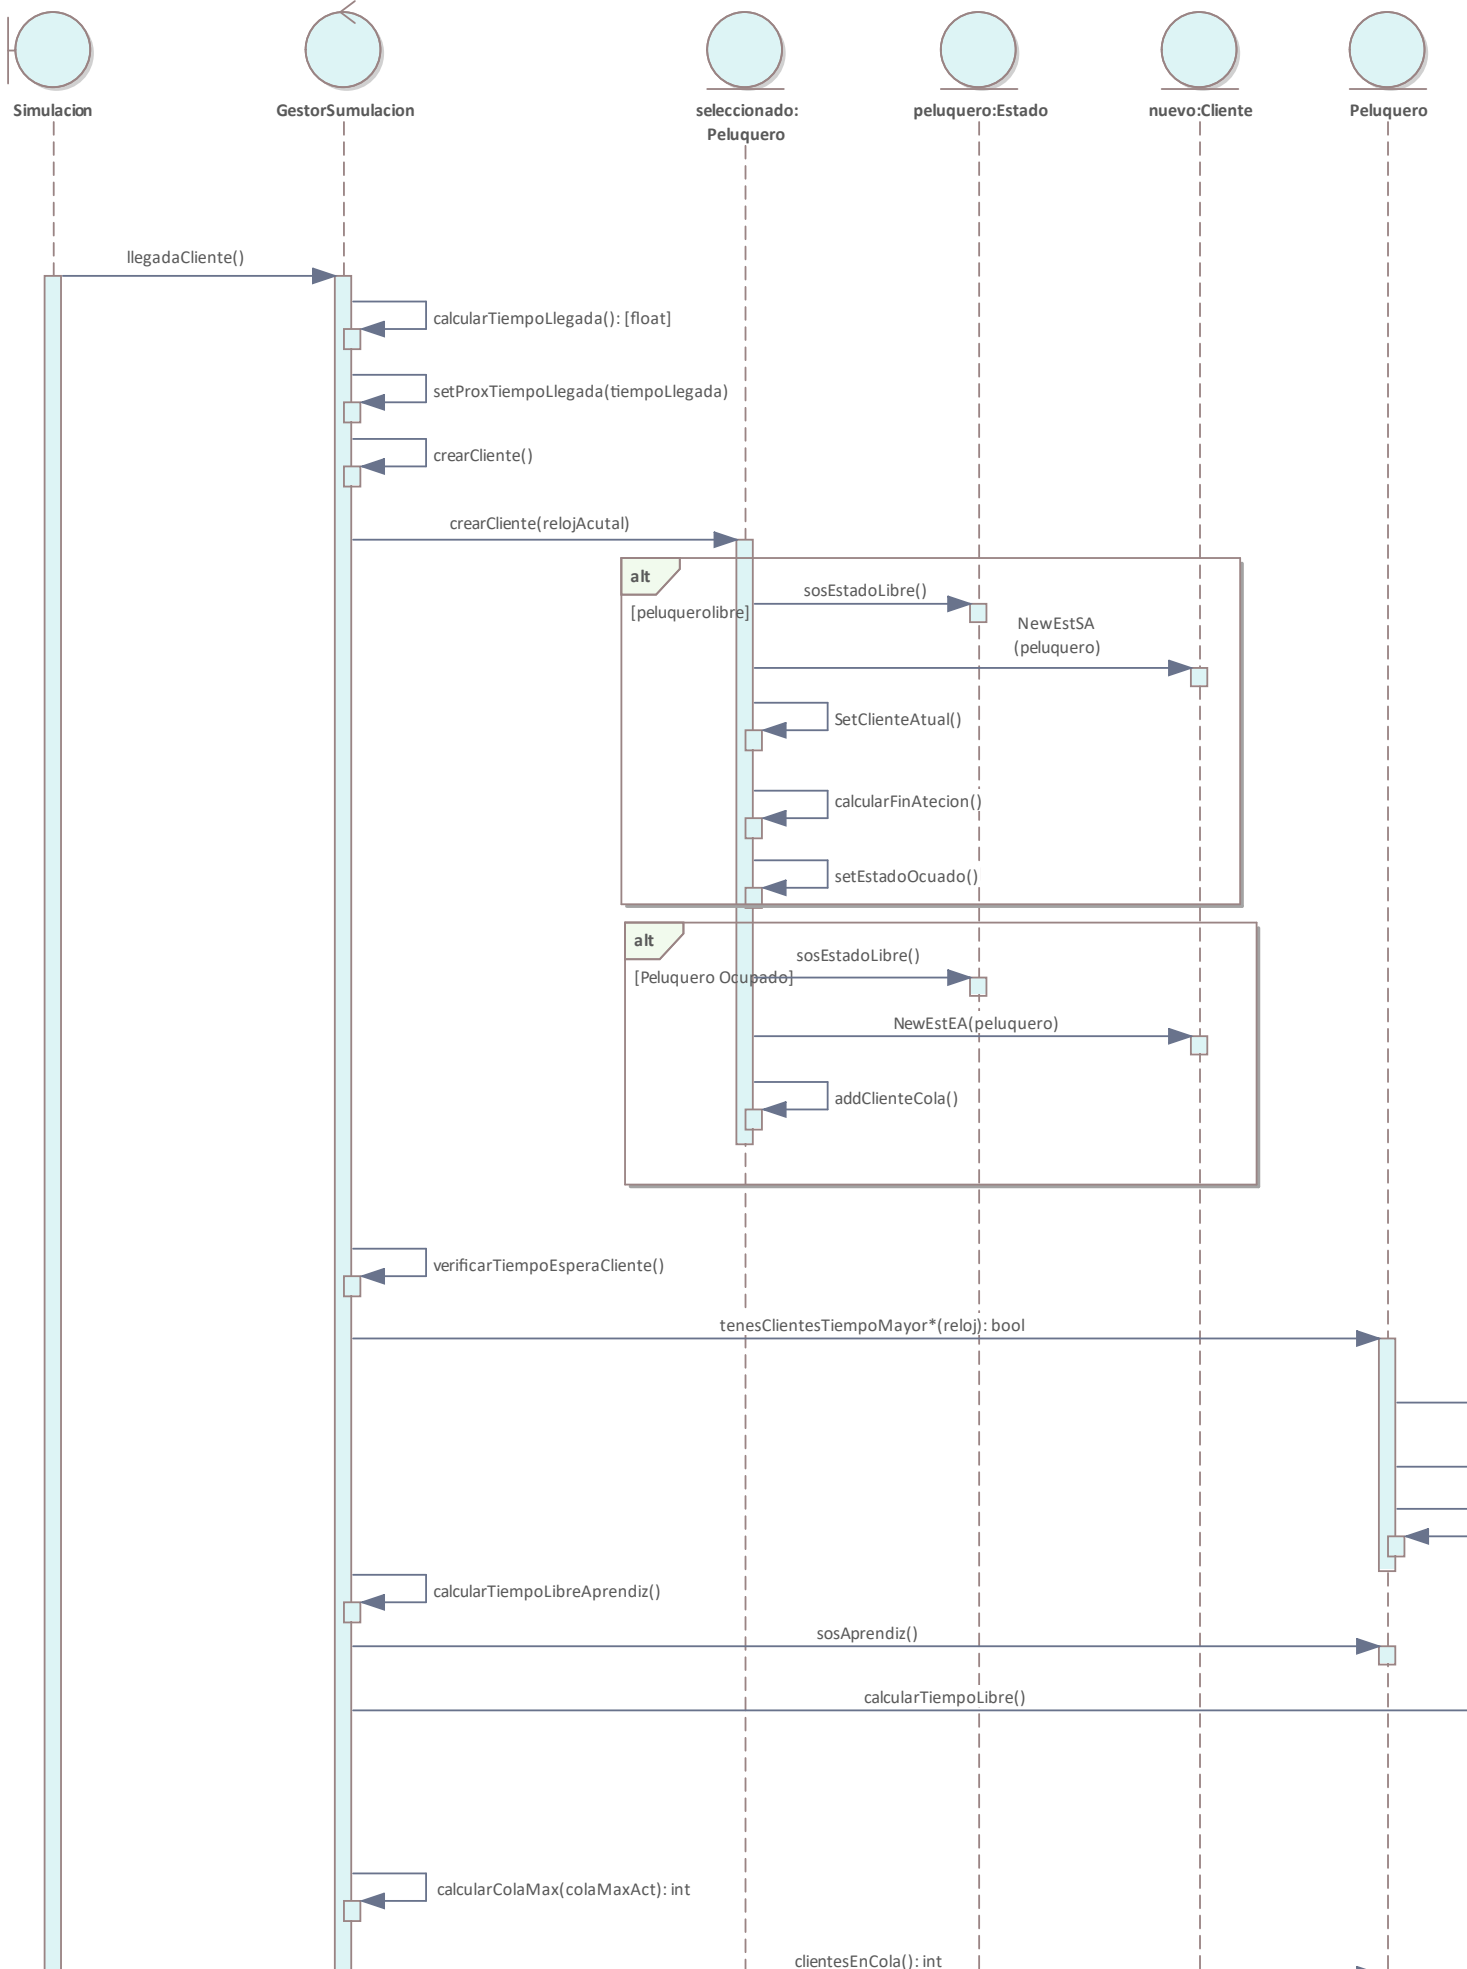 Simulacion
GestorSumulacion
seleccionado:
Peluquero
peluquero:Estado
nuevo:Cliente
Peluquero
llegadaCliente()
calcularTiempoLlegada(): [float]
setProxTiempoLlegada(tiempoLlegada)
crearCliente()
crearCliente(relojAcutal)
alt
[peluquerolibre]
sosEstadoLibre()
NewEstSA
(peluquero)
SetClienteAtual()
calcularFinAtecion()
setEstadoOcuado()
alt
[Peluquero Ocupado]
sosEstadoLibre()
NewEstEA(peluquero)
addClienteCola()
verificarTiempoEsperaCliente()
tenesClientesTiempoMayor*(reloj): bool
calcularTiempoLibreAprendiz()
sosAprendiz()
calcularTiempoLibre()
calcularColaMax(colaMaxAct): int
clientesEnCola(): int